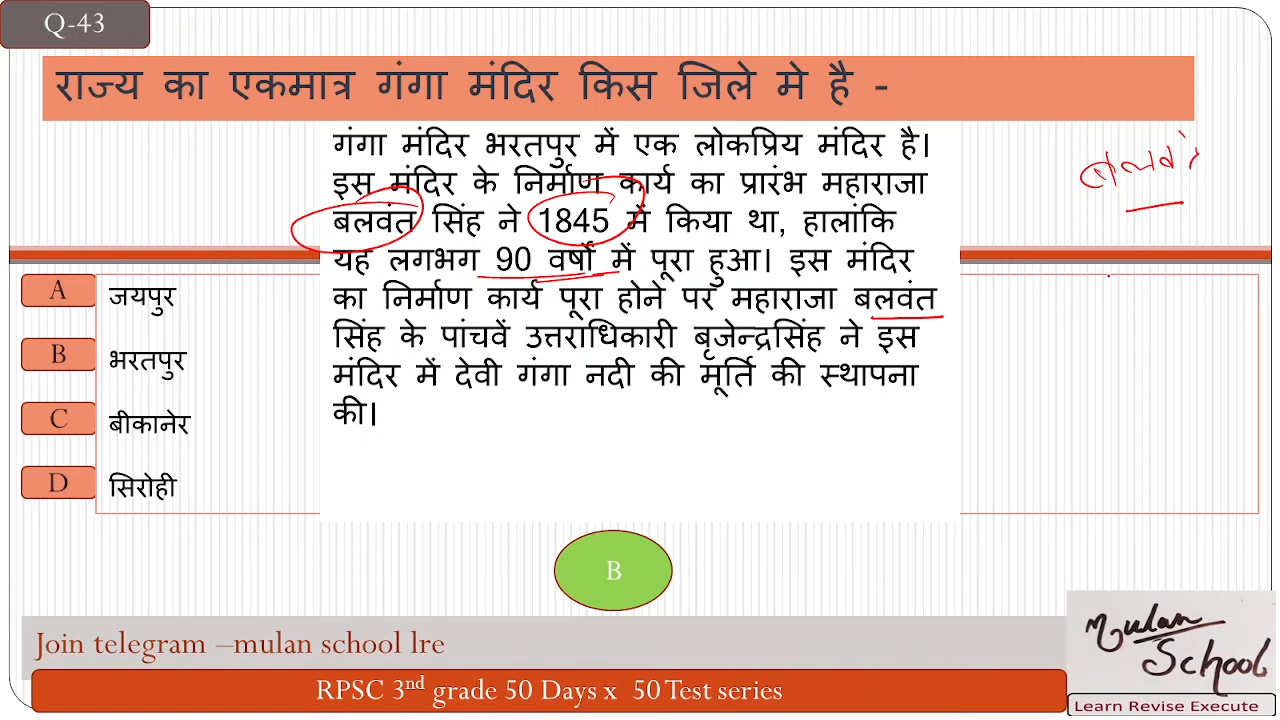 Q-43
राज्य का एकमात्र गंगा मंदिर किस जिले मे है -
गंगा मंदिर भरतपुर में एक लोकप्रिय मंदिर है।
इस मंदिर के निर्माण कार्य का प्रारंभ महाराजा
बलवंत सिंह ने 1845 में किया था, हालांकि
यह लगभग 90 वर्षो में पूरा हुआ। इस मंदिर
का निर्माण कार्य पूरा होने पर महाराजा बलवंत
सिंह के पांचवें उत्तराधिकारी बृजेन्द्रसिंह ने इस
मंदिर में देवी गंगा नदी की मूर्ति की स्थापना
की।
A जयपुर
B भरतपुर
C बीकानेर
D सिरोही
B
Join telegram –mulan school lre
RPSC 3nd grade 50 Days x 50 Test series
Mulan
School
Learn Revise Execute